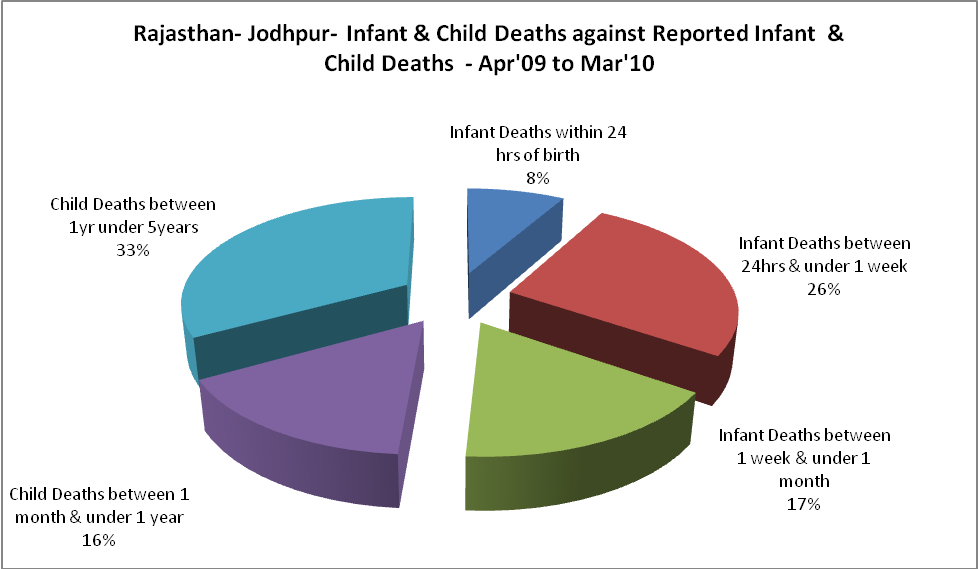 Rajasthan- Jodhpur- Infant & Child Deaths against Reported Infant &
Child Deaths - Apr'09 to Mar'10
Infant Deaths within 24
hrs of birth
8%
Infant Deaths between
24hrs & under 1 week
26%
Infant Deaths between
1 week & under 1
month
17%
Child Deaths between 1
month & under 1 year
16%
Child Deaths between
1yr under 5years
33%